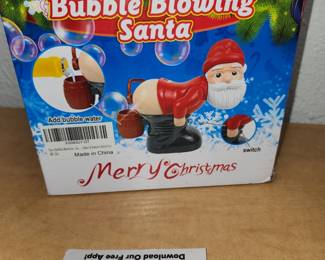 Bubble Blowing
Santa
Add bubble water
Made in China
switch
Merry Christmas
Download Our Free App!